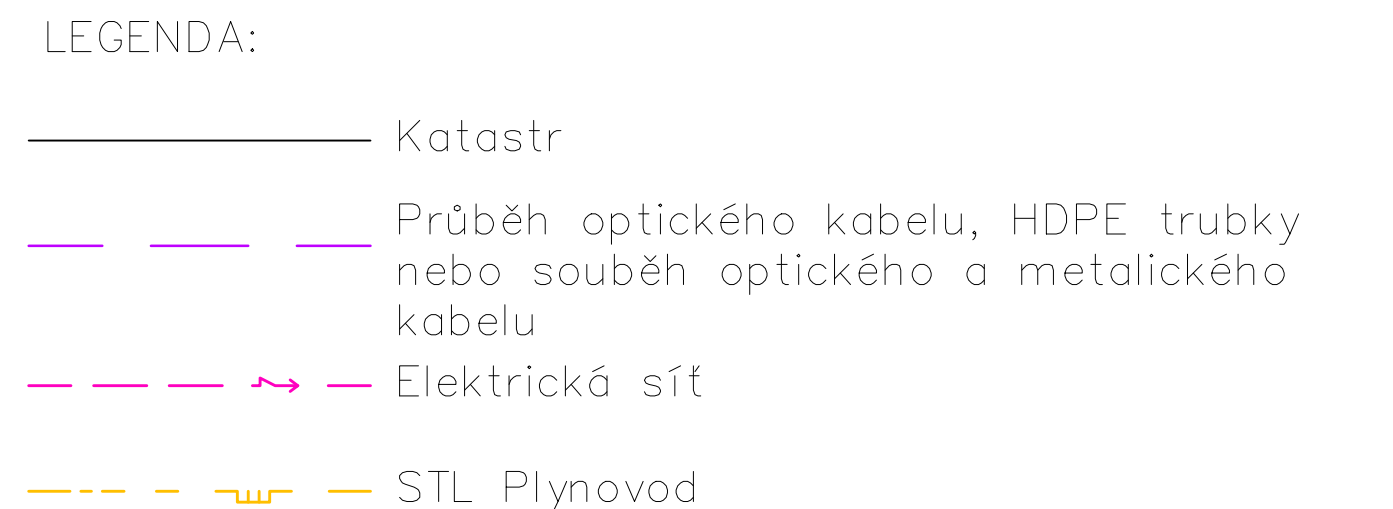 LEGENDA:
Katastr
Průběh optického kabelu, HDPE trubky
nebo souběh optického a metalického
kabelu
Elektrická síť
STL Plynovod